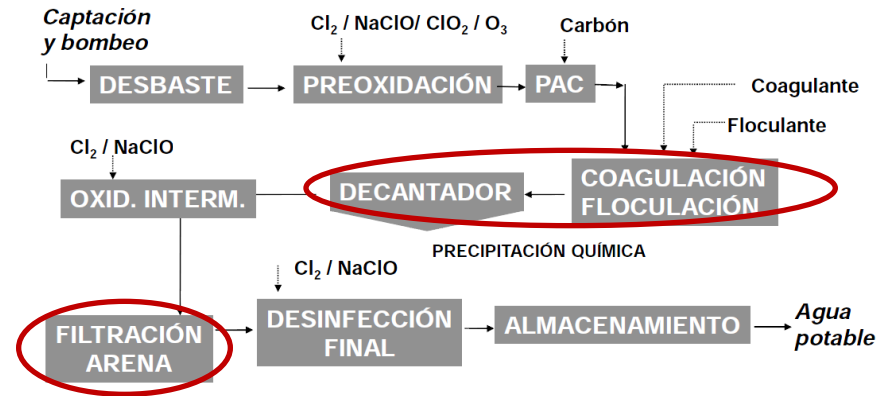 Captación
y bombeo
Cl₂ / NaClO/ ClO₂ / O₃
Carbón
DESBASTE
PREOXIDACIÓN
PAC
Coagulante
Floculante
Cl₂ / NaClO
OXID. INTERM.
DECANTADOR
COAGULACIÓN
FLOCULACIÓN
PRECIPITACIÓN QUÍMICA
Cl₂ / NaClO
FILTRACIÓN
ARENA
DESINFECCIÓN
FINAL
ALMACENAMIENTO
Agua
potable